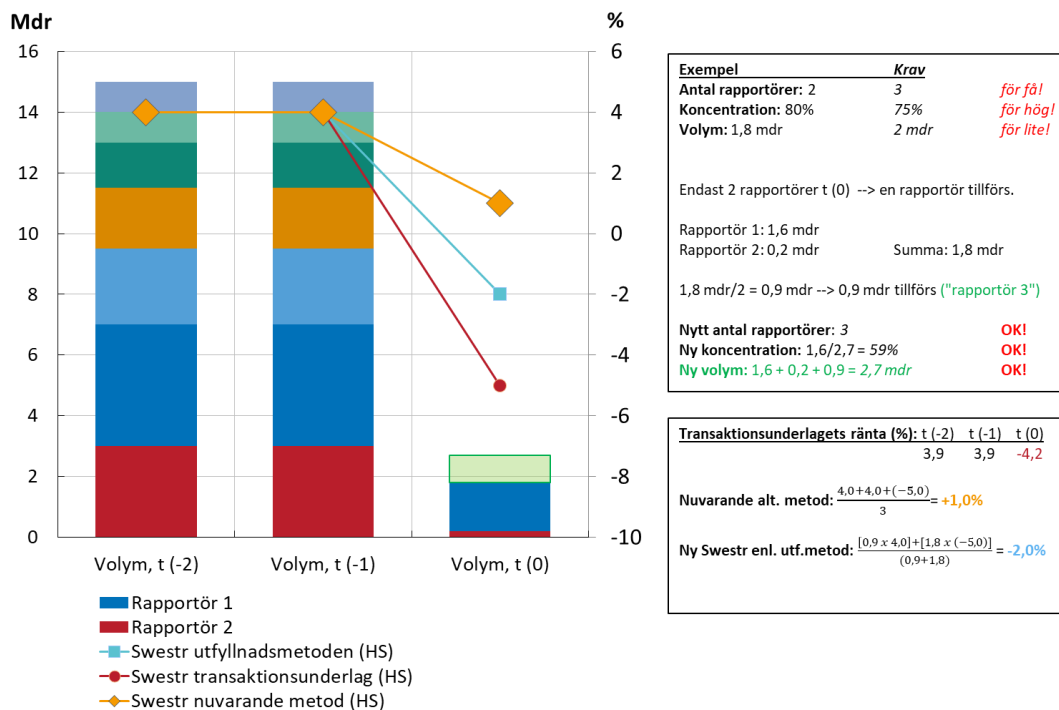 Mdr
%
16
14
12
10
8
6
4
2
0
6
4
2
0
-2
-4
-6
-8
-10
Volym, t (-2)
Volym, t (-1)
Volym, t (0)
Rapportör 1
Rapportör 2
Swestr utfyllnadsmetoden (HS)
Swestr transaktionsunderlag (HS)
Swestr nuvarande metod (HS)
Exempel Krav
Antal rapportörer: 2 3 för få!
Koncentration: 80% 75% för hög!
Volym: 1,8 mdr 2 mdr för lite!
Endast 2 rapportörer t (0) --> en rapportör tillförs.
Rapportör 1: 1,6 mdr
Rapportör 2: 0,2 mdr Summa: 1,8 mdr
1,8 mdr/2 = 0,9 mdr --> 0,9 mdr tillförs ("rapportör 3")
Nytt antal rapportörer: 3 OK!
Ny koncentration: 1,6/2,7 = 59% OK!
Ny volym: 1,6 + 0,2 + 0,9 = 2,7 mdr OK!
Transaktionsunderlagets ränta (%): t (-2) t (-1) t (0)
3,9 3,9 -4,2
Nuvarande alt. metod: 4,0+4,0+(−5,0)/3 = +1,0%
Ny Swestr enl. utf.metod: [0,9 x 4,0]+[1,8 x (−5,0)]/(0,9+1,8) = -2,0%